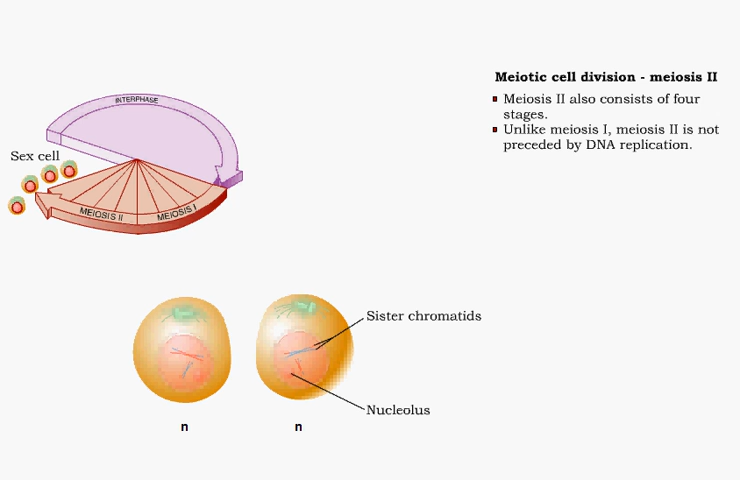 Meiotic cell division - meiosis II
Meiosis II also consists of four
stages.
Unlike meiosis I, meiosis II is not
preceded by DNA replication.
INTERPHASE
Sex cell
MEIOSIS II
MEIOSIS I
Sister chromatids
Nucleolus
n
n